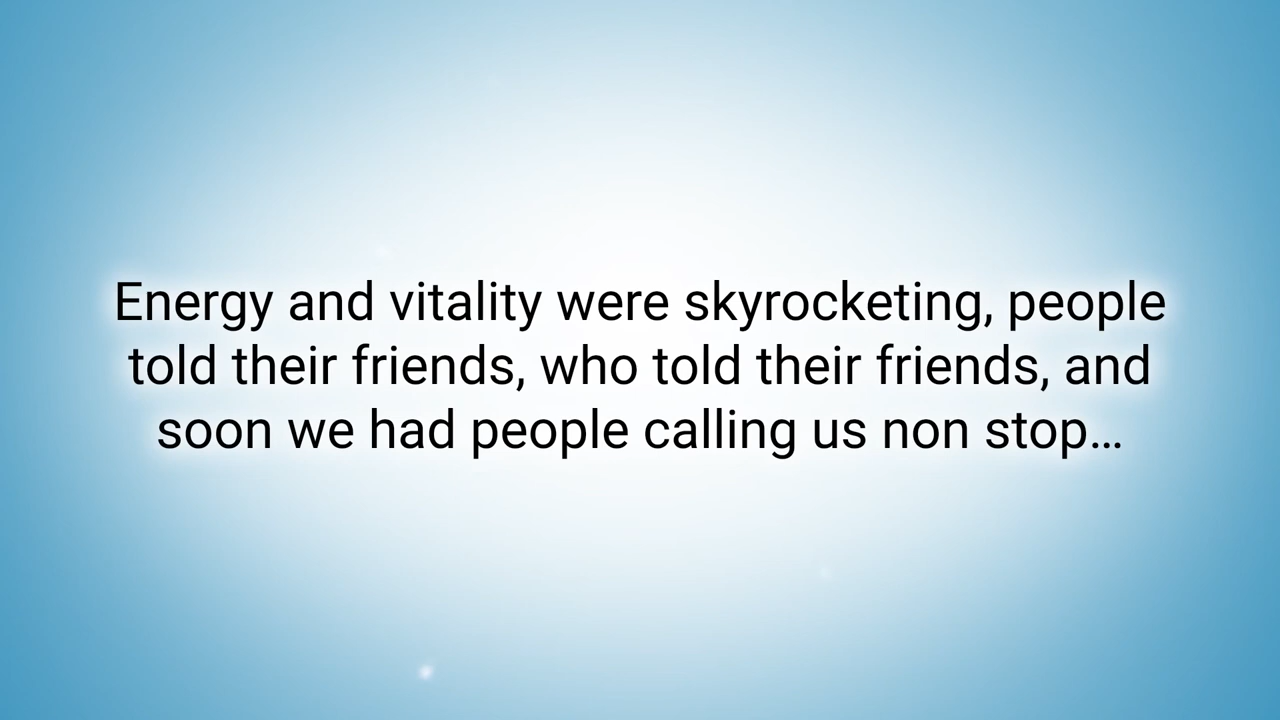 Energy and vitality were skyrocketing, people
told their friends, who told their friends, and
soon we had people calling us non stop…